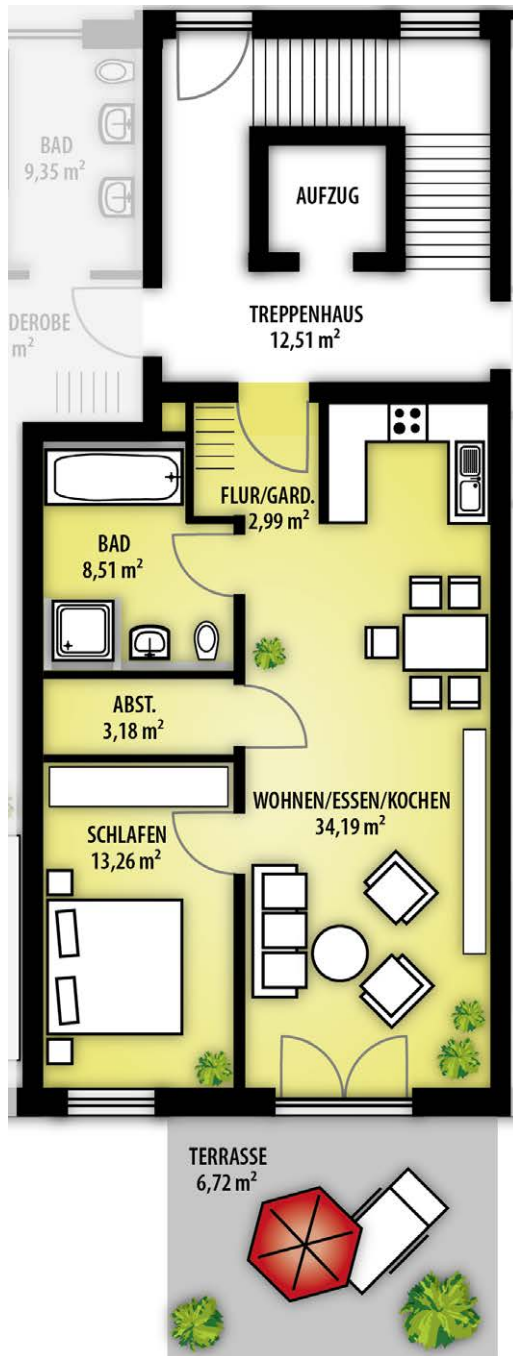 BAD
9,35 m²
AUFZUG
DEROBE
m²
TREPPENHAUS
12,51 m²
FLUR/GARD.
2,99 m²
BAD
8,51 m²
ABST.
3,18 m²
WOHNEN/ESSEN/KOCHEN
34,19 m²
SCHLAFEN
13,26 m²
TERRASSE
6,72 m²